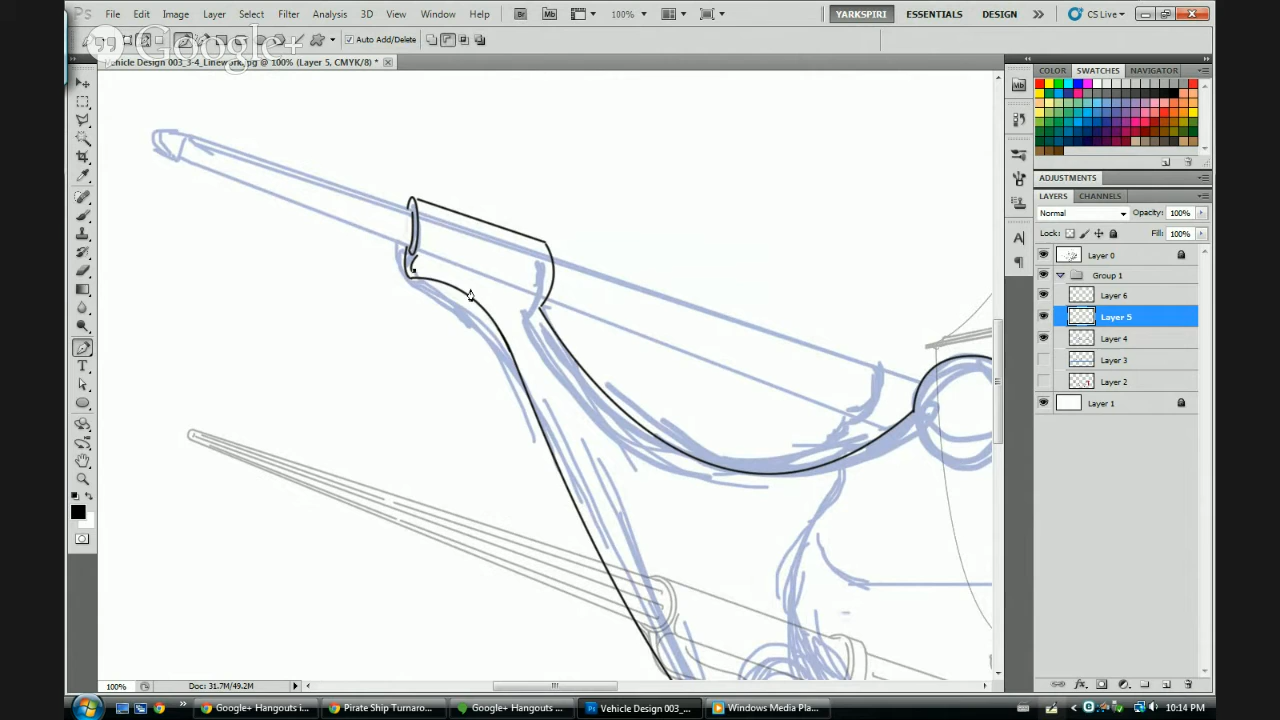 Ps File Edit Image Layer Select Filter Analysis 3D View Window Help Br Mb 100% YARKSPIRI ESSENTIALS DESIGN CS Live
Google+ Auto Add/Delete
Vehicle Design 003_3-4_Linework.jpg @ 100% (Layer 5, CMYK/8) *
COLOR SWATCHES NAVIGATOR
ADJUSTMENTS
LAYERS CHANNELS
Normal Opacity: 100%
Lock: Fill: 100%
Layer 0
Group 1
Layer 6
Layer 5
Layer 4
Layer 3
Layer 2
Layer 1
100% Doc: 31.7M/49.2M
Google+ Hangouts i... Pirate Ship Turnaro... Google+ Hangouts ... Vehicle Design 003_... Windows Media Pla... 10:14 PM